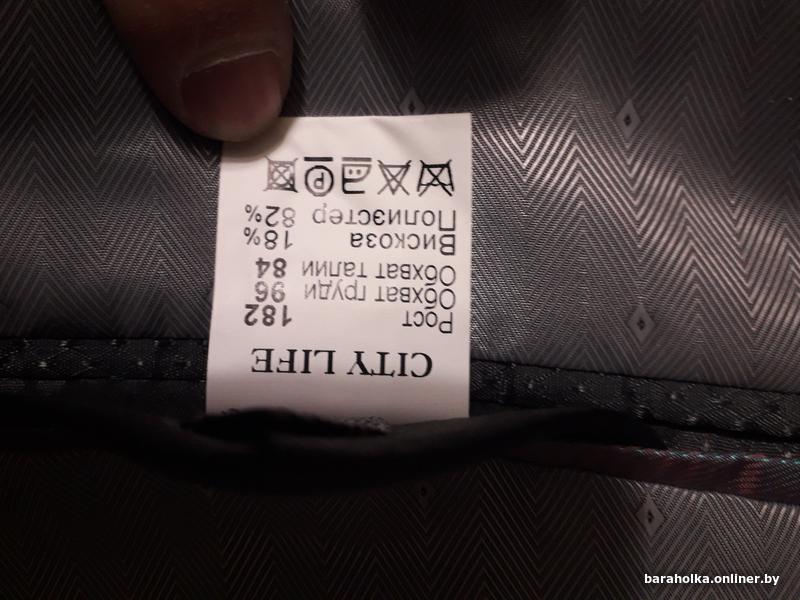 CITY LIFE
Рост 182
Обхват груди 96
Обхват талии 84
Вискоза 18%
Полиэстер 82%
P
baraholka.onliner.by